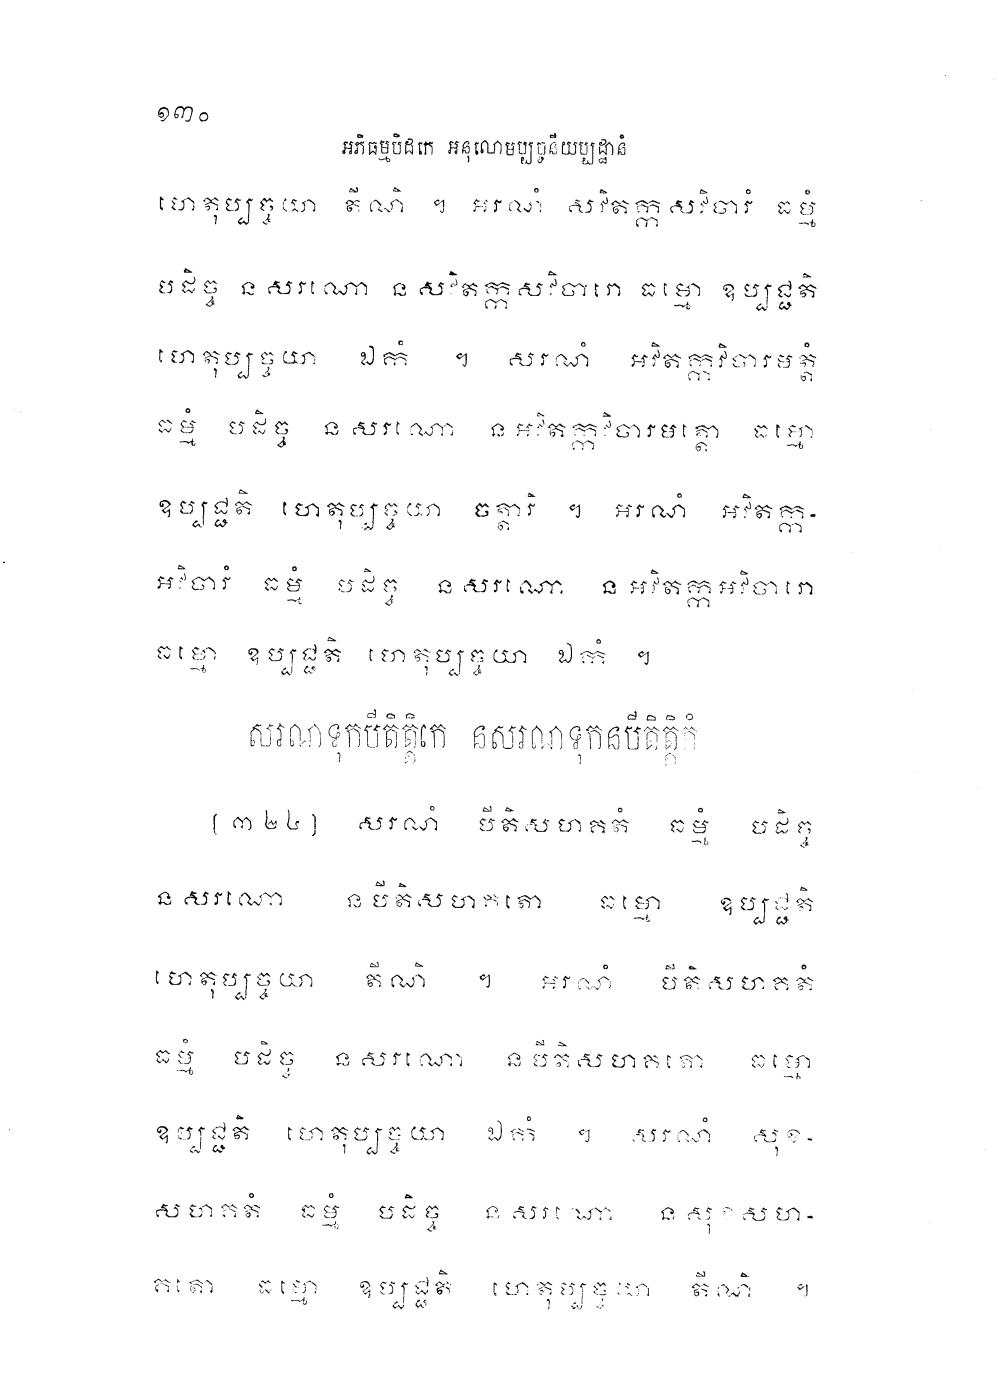 ១៣០
អភិធម្មបិដកេ អនុលោមប្បច្ចនីយប្បដ្ឋានំ
ហេតុប្បច្ចយា តីណិ ។ អរណំ សវិតក្កសវិចារំ ធម្មំ
បដិច្ច នសរណោ នសវិតក្កសវិចារោ ធម្មោ ឧប្បជ្ជតិ
ហេតុប្បច្ចយា ឯកំ ។ សរណំ អវិតក្កវិចារមត្តំ
ធម្មំ បដិច្ច នសរណោ នអវិតក្កវិចារមត្តោ ធម្មោ
ឧប្បជ្ជតិ ហេតុប្បច្ចយា ចត្តារិ ។ អរណំ អវិតក្ក-
អវិចារំ ធម្មំ បដិច្ច នសរណោ នអវិតក្កអវិចារោ
ធម្មោ ឧប្បជ្ជតិ ហេតុប្បច្ចយា ឯកំ ។
សរណទុកបីតិត្តិកេ នសរណទុកនបីតិត្តិកំ
[៣២៤] សរណំ បីតិសហគតំ ធម្មំ បដិច្ច
នសរណោ នបីតិសហគតោ ធម្មោ ឧប្បជ្ជតិ
ហេតុប្បច្ចយា តីណិ ។ អរណំ បីតិសហគតំ
ធម្មំ បដិច្ច នសរណោ នបីតិសហគតោ ធម្មោ
ឧប្បជ្ជតិ ហេតុប្បច្ចយា ឯកំ ។ សរណំ សុខ-
សហគតំ ធម្មំ បដិច្ច នសរណោ នសុខសហ-
គតោ ធម្មោ ឧប្បជ្ជតិ ហេតុប្បច្ចយា តីណិ ។